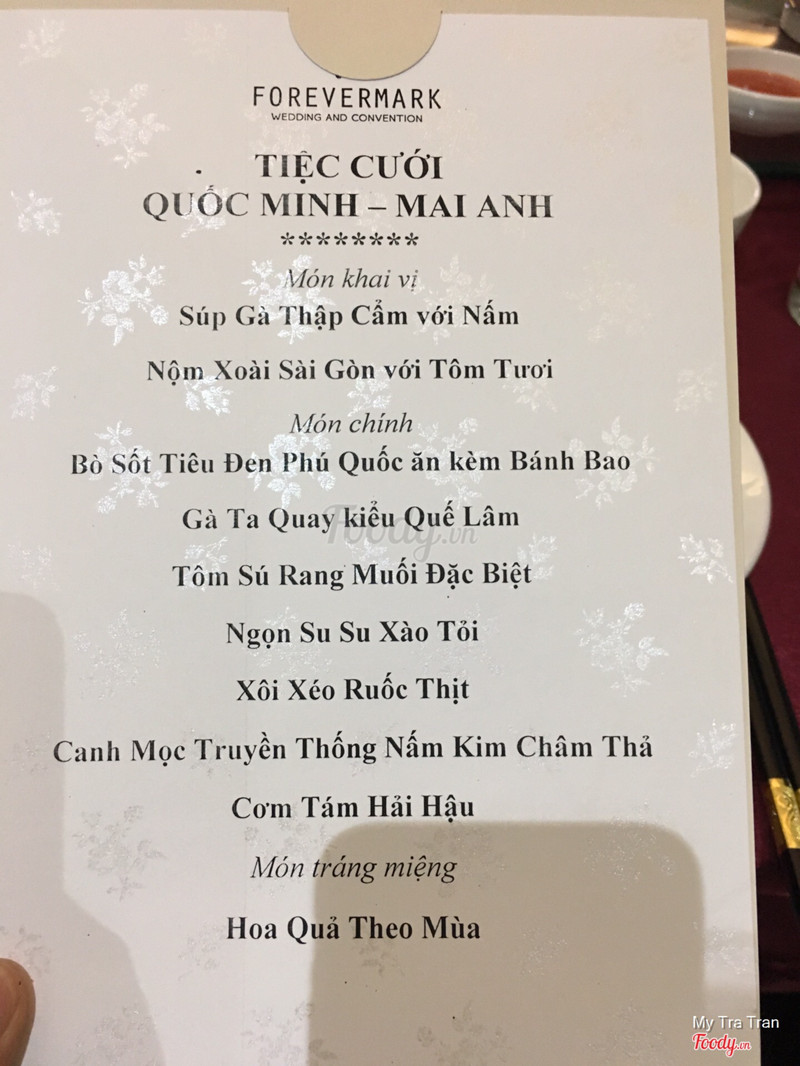 FOREVERMARK
WEDDING AND CONVENTION
TIỆC CƯỚI
QUỐC MINH – MAI ANH
********
Món khai vị
Súp Gà Thập Cẩm với Nấm
Nộm Xoài Sài Gòn với Tôm Tươi
Món chính
Bò Sốt Tiêu Đen Phú Quốc ăn kèm Bánh Bao
Gà Ta Quay kiểu Quế Lâm
Foody.vn
Tôm Sú Rang Muối Đặc Biệt
Ngọn Su Su Xào Tỏi
Xôi Xéo Ruốc Thịt
Canh Mọc Truyền Thống Nấm Kim Châm Thả
Cơm Tám Hải Hậu
Món tráng miệng
Hoa Quả Theo Mùa
My Tra Tran
Foody.vn